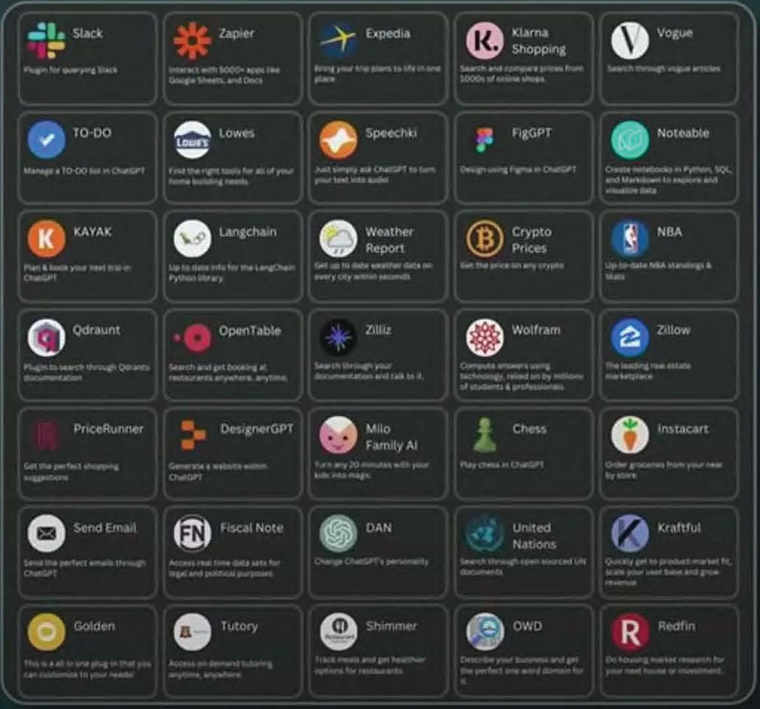 Slack
Plugin for querying Slack
Zapier
Interact with 5000+ apps like
Google Sheets, and Docs
Expedia
Bring your trip plans to life in one
place
K.
Klarna
Shopping
Search and compare prices from
1000s of online shops
V
Vogue
Search through vogue articles
TO-DO
Manage a TO-DO list in ChatGPT
LOWE'S
Lowes
Find the right tools for all of your
home building needs.
Speechki
Just simply ask ChatGPT to turn
your text into audio
FigGPT
Design using Figma in ChatGPT
Noteable
Create notebooks in Python, SQL,
and Markdown to explore and
visualize data
K
KAYAK
Plan & book your next trip in
ChatGPT
Langchain
Up to date info for the LangChain
Python library
Weather
Report
Get up to date weather data on
every city within seconds
Crypto
Prices
Get the price on any crypto
NBA
Up-to-date NBA standings &
Stats
Qdraunt
Plugin to search through Qdrants
documentation
OpenTable
Search and get booking at
restaurants anywhere, anytime.
Zilliz
Search through your
documentation and talk to it.
Wolfram
Compute answers using
technology, relied on by millions
of students & professionals.
Z
Zillow
The leading real estate
marketplace
R
PriceRunner
Get the perfect shopping
suggestions
DesignerGPT
Generate a website within
ChatGPT
Milo
Family AI
Turn any 20 minutes with your
kids into magic
Chess
Play chess in ChatGPT
Instacart
Order groceries from your near
by store
Send Email
Send the perfect emails through
ChatGPT
FN
Fiscal Note
Access real time data sets for
legal and political purposes
DAN
Change ChatGPT's personality
United
Nations
Search through open sourced UN
documents
K
Kraftful
Quickly get to product-market fit,
scale your user base and grow
revenue
Golden
This is a all in one plug-in that you
can customize to your needs!
Tutory
Access on demand tutoring
anytime, anywhere
Restaurant
Shimmer
Track meals and get healthier
options for restaurants
OWD
Describe your business and get
the perfect one word domain for
it.
R
Redfin
Do housing market research for
your next house or investment.